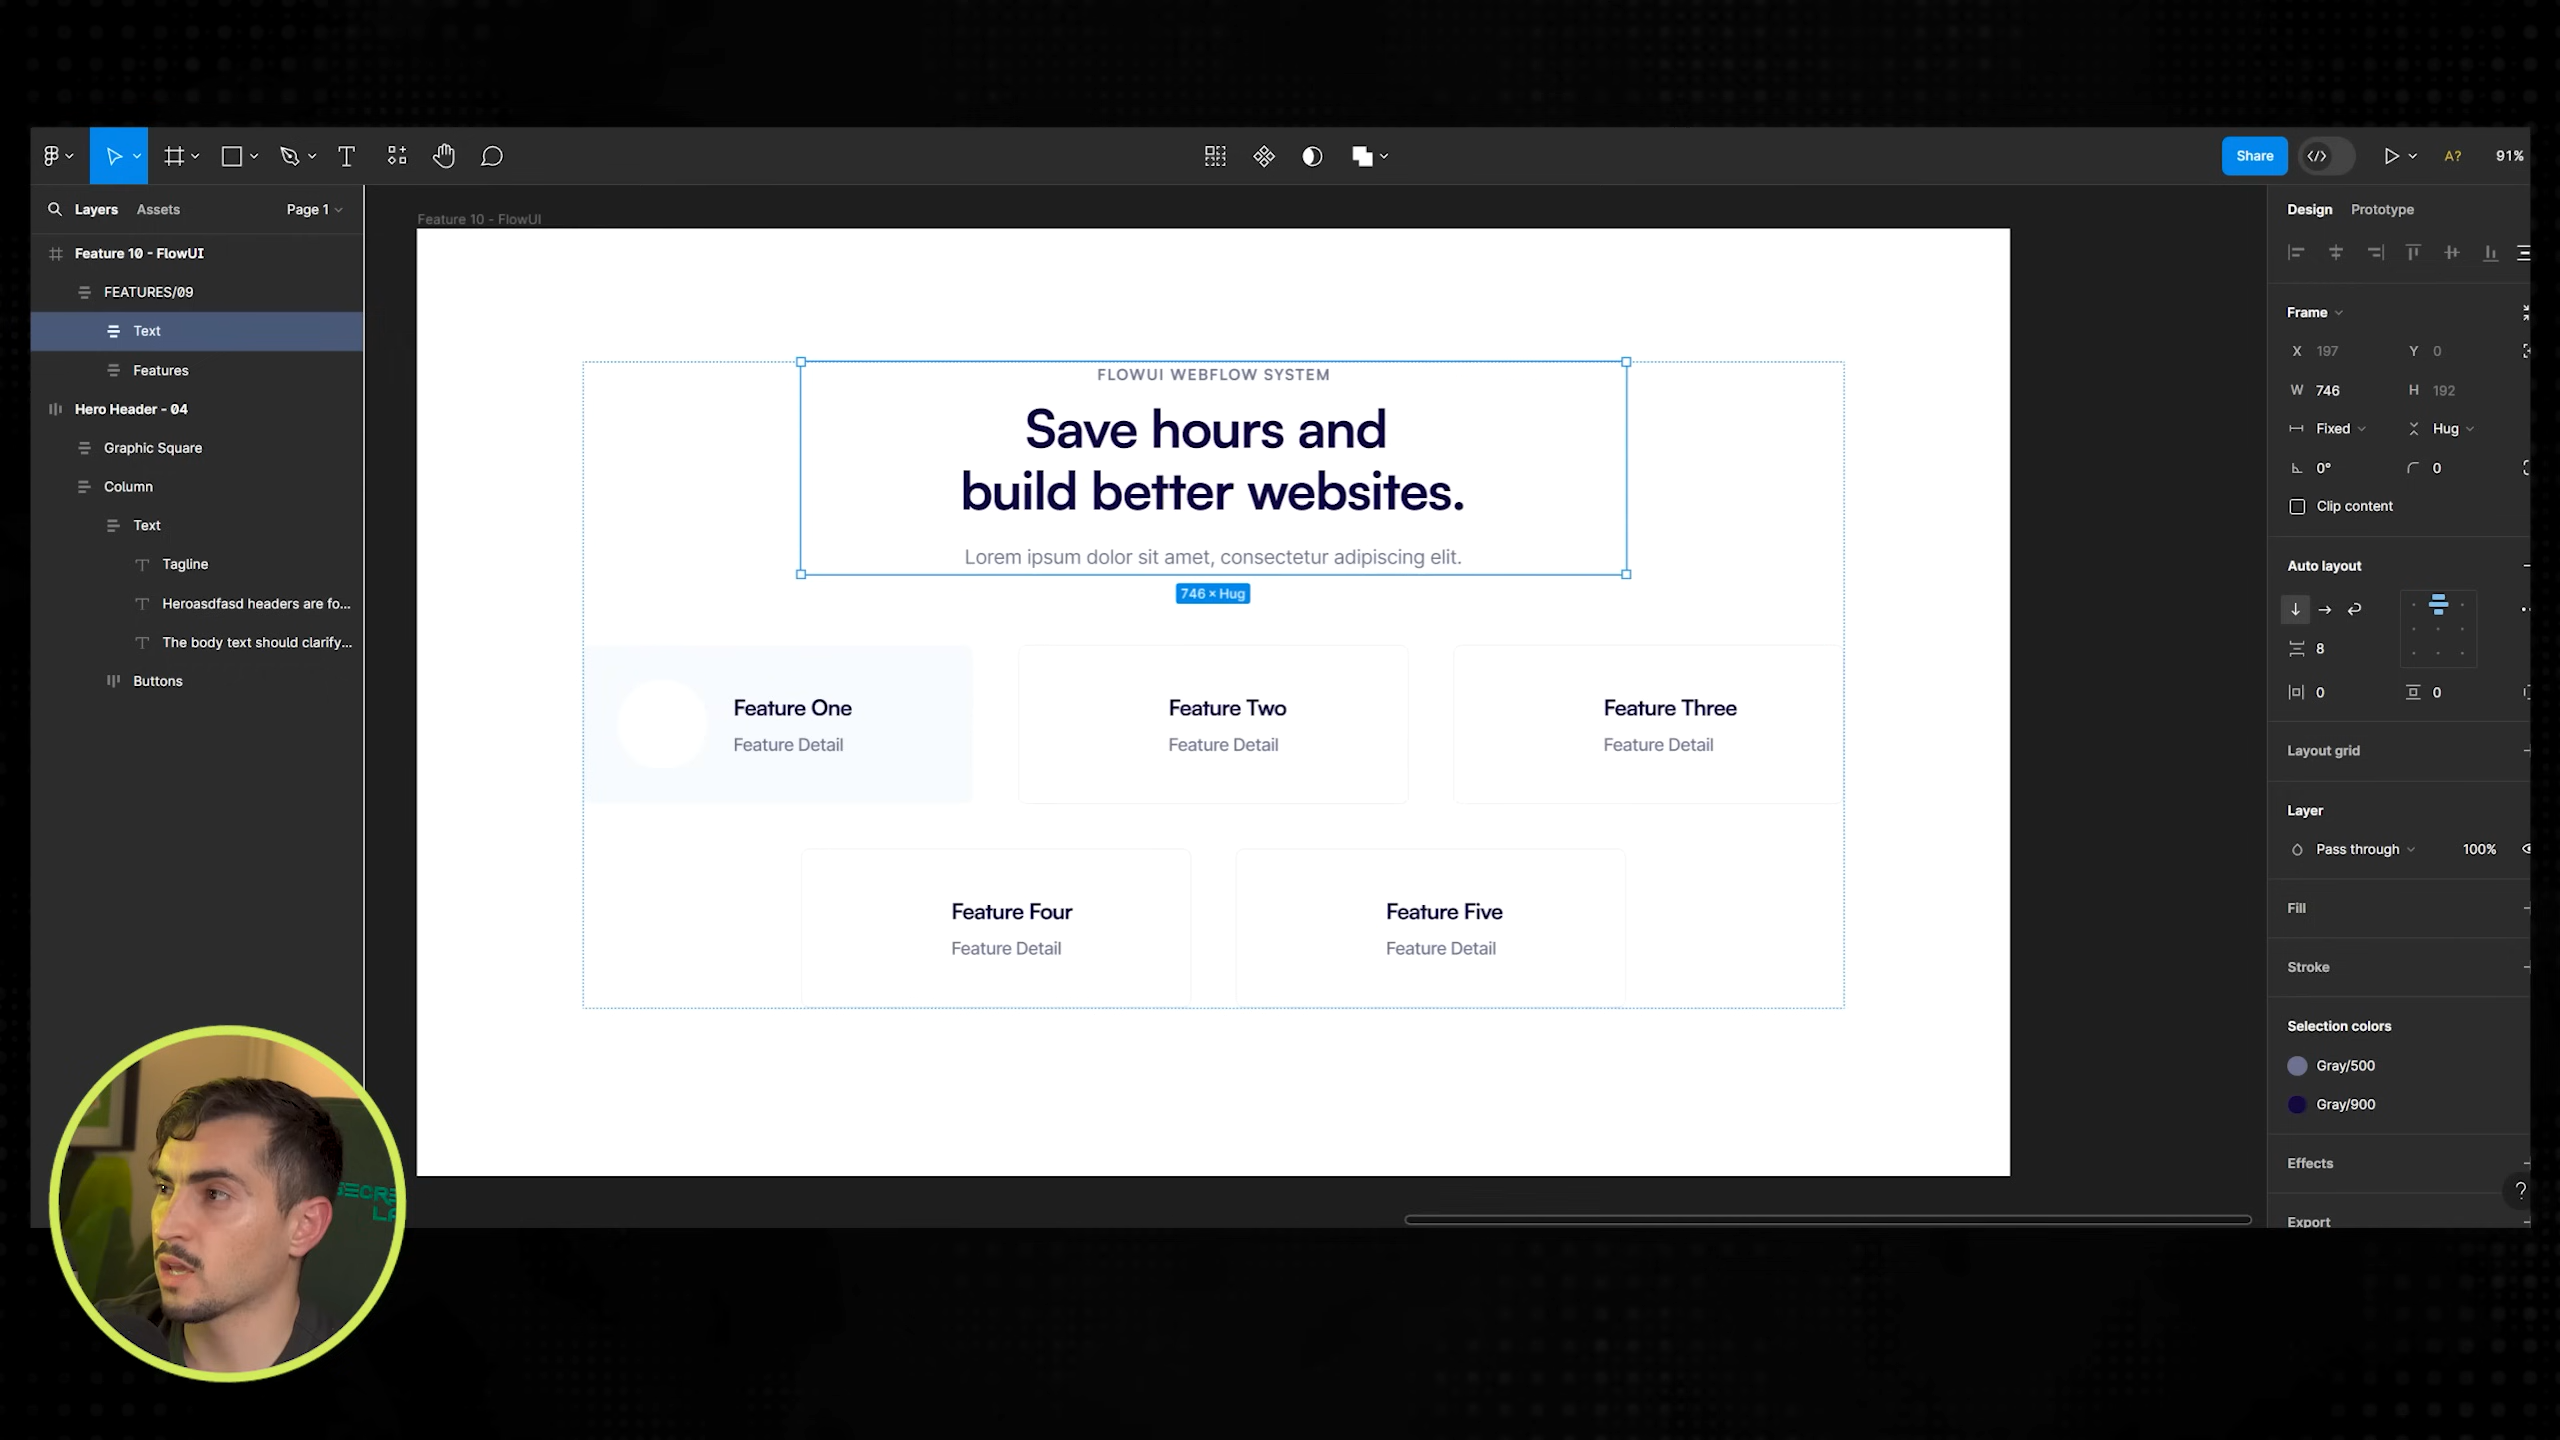 Share
A?
91%
Layers
Assets
Page 1
Feature 10 - FlowUI
FEATURES/09
Text
Features
Hero Header - 04
Graphic Square
Column
Text
Tagline
Heroasdfasd headers are fo...
The body text should clarify...
Buttons
Feature 10 - FlowUI
FLOWUI WEBFLOW SYSTEM
Save hours and
build better websites.
Lorem ipsum dolor sit amet, consectetur adipiscing elit.
746 × Hug
Feature One
Feature Detail
Feature Two
Feature Detail
Feature Three
Feature Detail
Feature Four
Feature Detail
Feature Five
Feature Detail
Design
Prototype
Frame
X 197
Y 0
W 746
H 192
Fixed
Hug
0°
0
Clip content
Auto layout
8
0
0
Layout grid
Layer
Pass through
100%
Fill
Stroke
Selection colors
Gray/500
Gray/900
Effects
?
Export